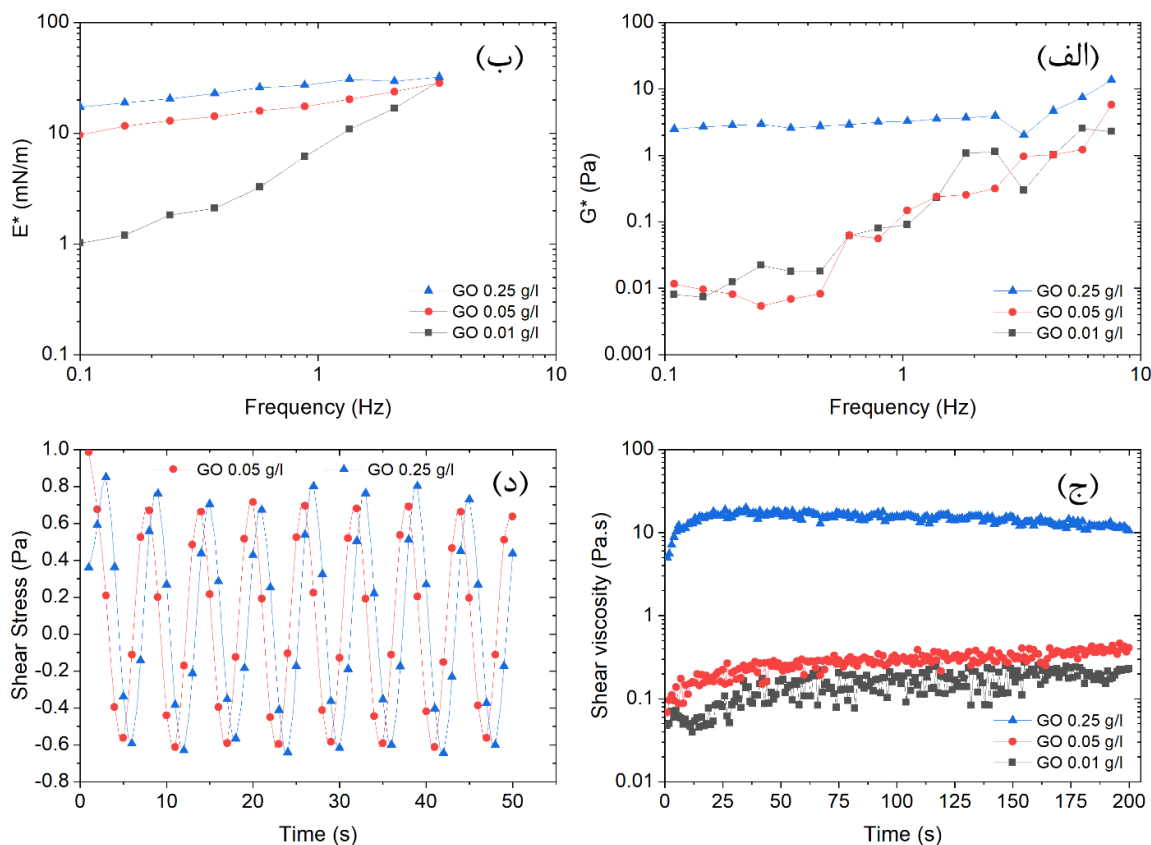 (ب)
E* (mN/m)
100
10
1
0.1
GO 0.25 g/l
GO 0.05 g/l
GO 0.01 g/l
0.1 1 10
Frequency (Hz)
(الف)
G* (Pa)
100
10
1
0.1
0.01
0.001
GO 0.25 g/l
GO 0.05 g/l
GO 0.01 g/l
0.1 1 10
Frequency (Hz)
(د)
GO 0.05 g/l GO 0.25 g/l
Shear Stress (Pa)
1.0
0.8
0.6
0.4
0.2
0.0
-0.2
-0.4
-0.6
-0.8
0 10 20 30 40 50
Time (s)
(ج)
Shear viscosity (Pa.s)
100
10
1
0.1
0.01
GO 0.25 g/l
GO 0.05 g/l
GO 0.01 g/l
0 25 50 75 100 125 150 175 200
Time (s)